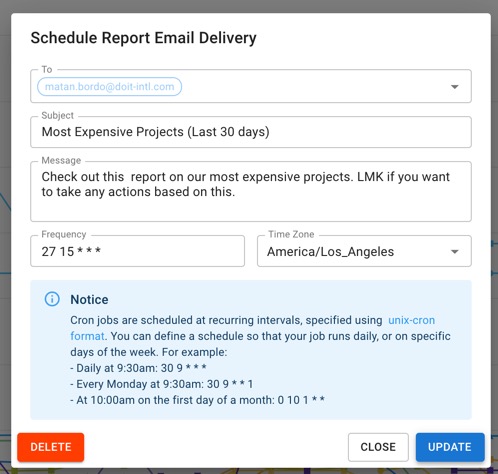 Schedule Report Email Delivery
To
matan.bordo@doit-intl.com
Subject
Most Expensive Projects (Last 30 days)
Message
Check out this  report on our most expensive projects. LMK if you want
to take any actions based on this.
Frequency
27 15 * * *
Time Zone
America/Los_Angeles
Notice
Cron jobs are scheduled at recurring intervals, specified using unix-cron
format. You can define a schedule so that your job runs daily, or on specific
days of the week. For example:
- Daily at 9:30am: 30 9 * * *
- Every Monday at 9:30am: 30 9 * * 1
- At 10:00am on the first day of a month: 0 10 1 * *
DELETE
CLOSE
UPDATE